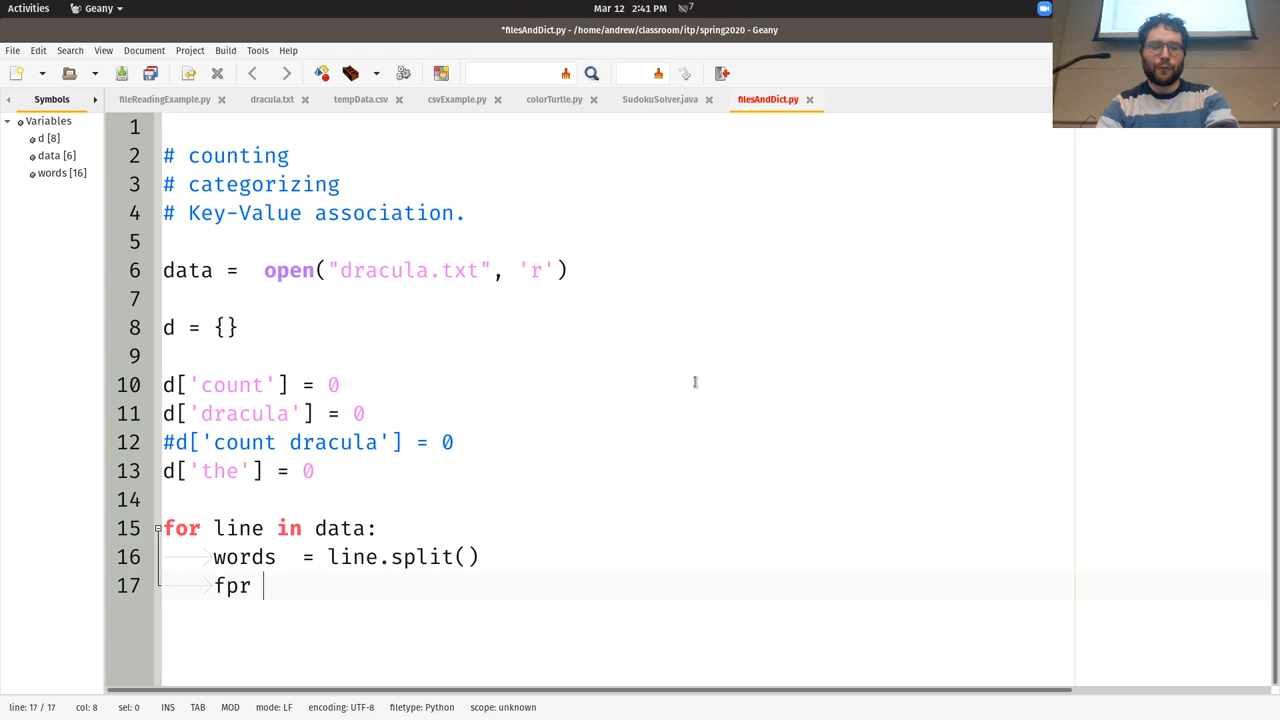 Activities
Geany
Mar 12 2:41 PM
7
*filesAndDict.py - /home/andrew/classroom/itp/spring2020 - Geany
File Edit Search View Document Project Build Tools Help
Symbols
fileReadingExample.py
dracula.txt
tempData.csv
csvExample.py
colorTurtle.py
SudokuSolver.java
filesAndDict.py
Variables
d [8]
data [6]
words [16]
1
2 # counting
3 # categorizing
4 # Key-Value association.
5
6 data =  open("dracula.txt", 'r')
7
8 d = {}
9
10 d['count'] = 0
11 d['dracula'] = 0
12 #d['count dracula'] = 0
13 d['the'] = 0
14
15 for line in data:
16 words  = line.split()
17 fpr
line: 17 / 17 col: 8 sel: 0 INS TAB MOD mode: LF encoding: UTF-8 filetype: Python scope: unknown